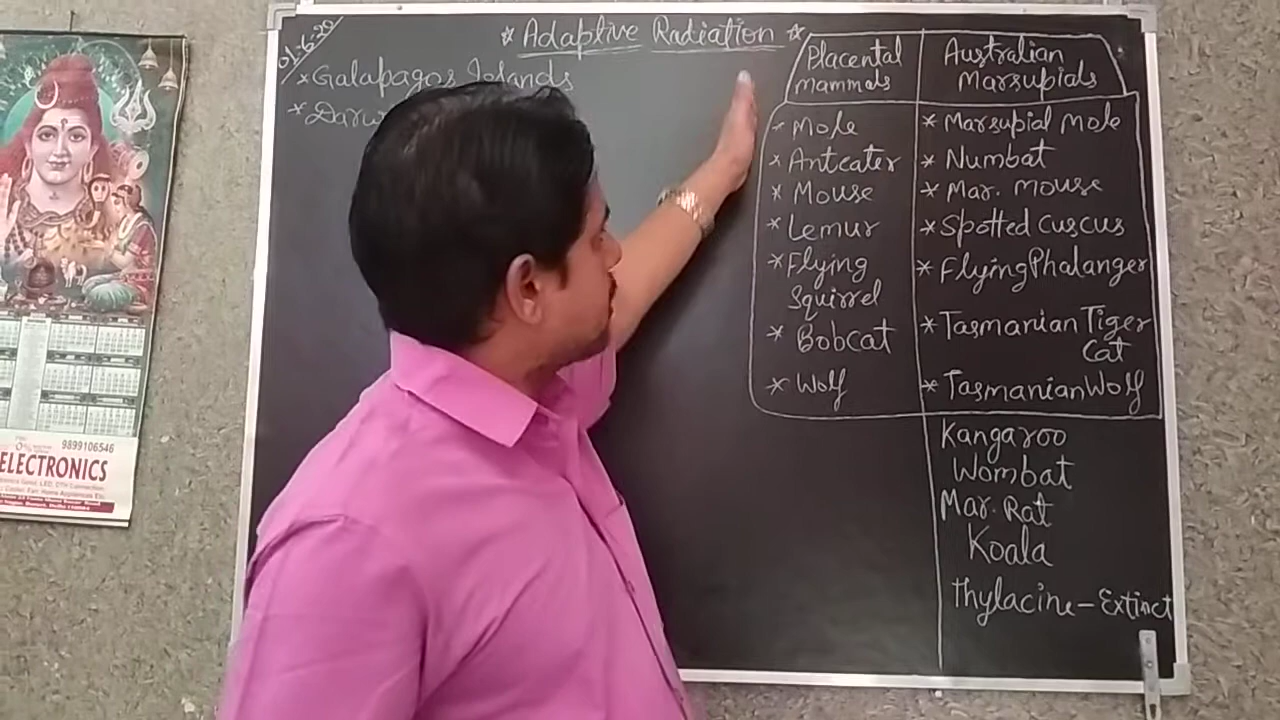 01-6-20
* Adaptive Radiation *
* Galapagos Islands
* Darw
Placental
mammals
Australian
Marsupials
* Mole
* Marsupial Mole
* Anteater
* Numbat
* Mouse
* Mar. mouse
* Lemur
* Spotted Cuscus
* Flying
Squirrel
* Flying Phalanger
* Bobcat
* Tasmanian Tiger
Cat
* Wolf
* Tasmanian Wolf
Kangaroo
Wombat
Mar. Rat
Koala
Thylacine - Extinct
9899106546
ELECTRONICS